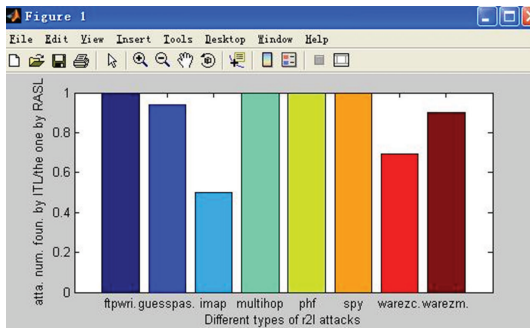 Figure 1
File Edit View Insert Tools Desktop Window Help
atta. num. foun. by ITL/the one by RASL
1
0.8
0.6
0.4
0.2
0
ftpwri. guesspas. imap multihop phf spy warezc. warezm.
Different types of r2l attacks